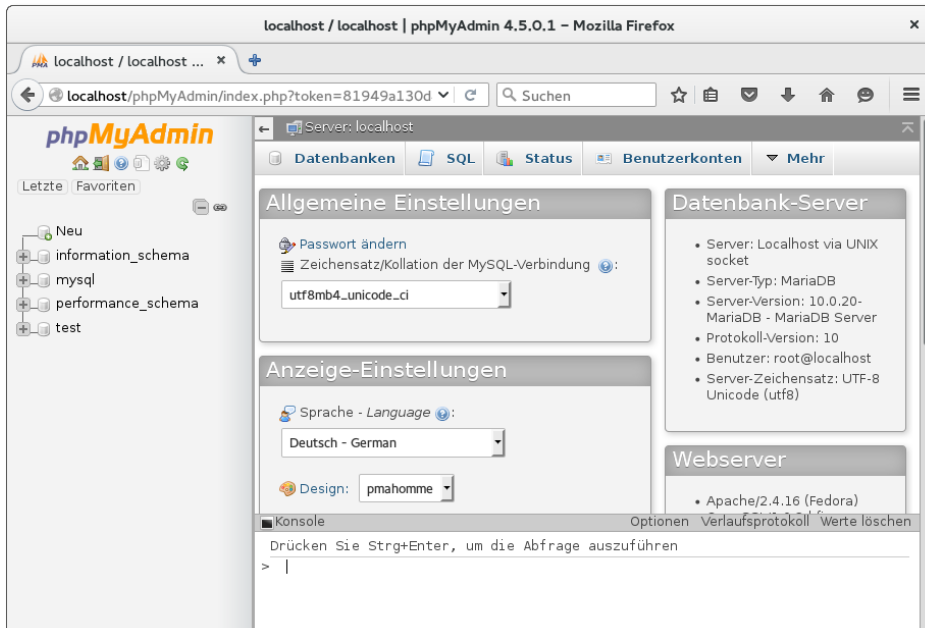 localhost / localhost | phpMyAdmin 4.5.0.1 – Mozilla Firefox
localhost / localhost ...
localhost/phpMyAdmin/index.php?token=81949a130d
Suchen
phpMyAdmin
Letzte Favoriten
Neu
information_schema
mysql
performance_schema
test
Server: localhost
Datenbanken SQL Status Benutzerkonten Mehr
Allgemeine Einstellungen
Passwort ändern
Zeichensatz/Kollation der MySQL-Verbindung :
utf8mb4_unicode_ci
Anzeige-Einstellungen
Sprache - Language :
Deutsch - German
Design: pmahomme
Datenbank-Server
• Server: Localhost via UNIX
socket
• Server-Typ: MariaDB
• Server-Version: 10.0.20-
MariaDB - MariaDB Server
• Protokoll-Version: 10
• Benutzer: root@localhost
• Server-Zeichensatz: UTF-8
Unicode (utf8)
Webserver
• Apache/2.4.16 (Fedora)
Konsole Optionen Verlaufsprotokoll Werte löschen
Drücken Sie Strg+Enter, um die Abfrage auszuführen
>